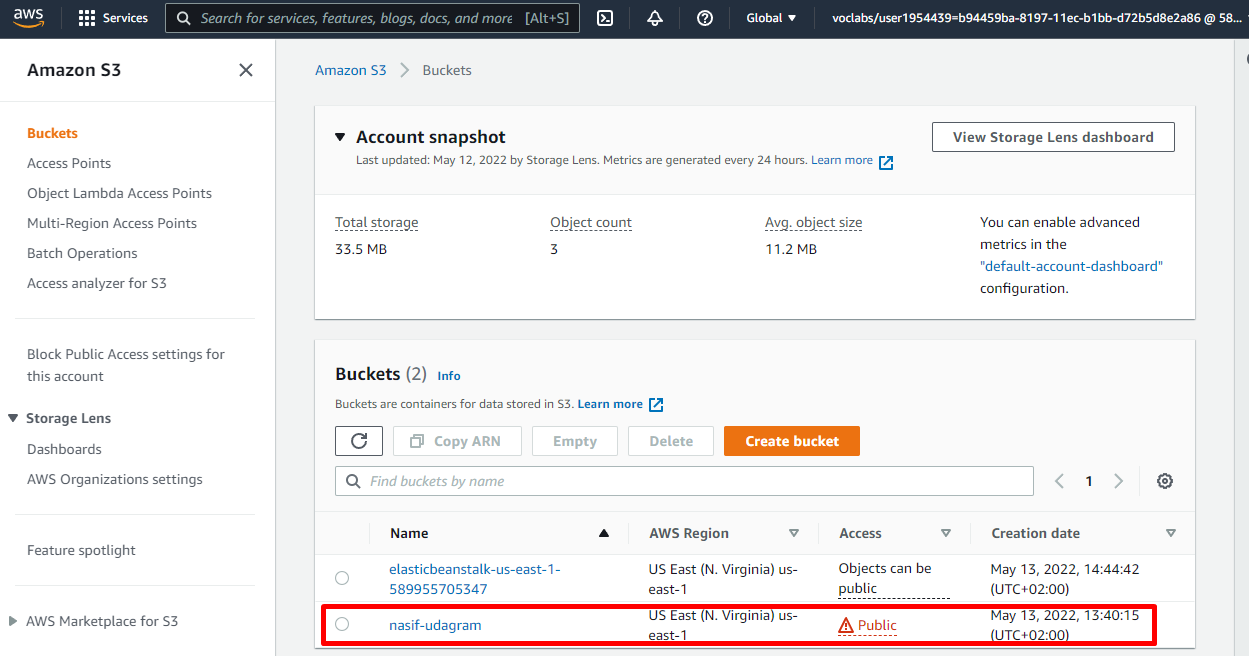 aws
Services
Search for services, features, blogs, docs, and more [Alt+S]
Global
voclabs/user1954439=b94459ba-8197-11ec-b1bb-d72b5d8e2a86 @ 58...
Amazon S3
Buckets
Access Points
Object Lambda Access Points
Multi-Region Access Points
Batch Operations
Access analyzer for S3
Block Public Access settings for
this account
Storage Lens
Dashboards
AWS Organizations settings
Feature spotlight
AWS Marketplace for S3
Amazon S3 > Buckets
Account snapshot
Last updated: May 12, 2022 by Storage Lens. Metrics are generated every 24 hours. Learn more
View Storage Lens dashboard
Total storage
33.5 MB
Object count
3
Avg. object size
11.2 MB
You can enable advanced
metrics in the
"default-account-dashboard"
configuration.
Buckets (2) Info
Buckets are containers for data stored in S3. Learn more
Copy ARN
Empty
Delete
Create bucket
Find buckets by name
1
Name
AWS Region
Access
Creation date
elasticbeanstalk-us-east-1-
589955705347
US East (N. Virginia) us-
east-1
Objects can be
public
May 13, 2022, 14:44:42
(UTC+02:00)
nasif-udagram
US East (N. Virginia) us-
east-1
Public
May 13, 2022, 13:40:15
(UTC+02:00)